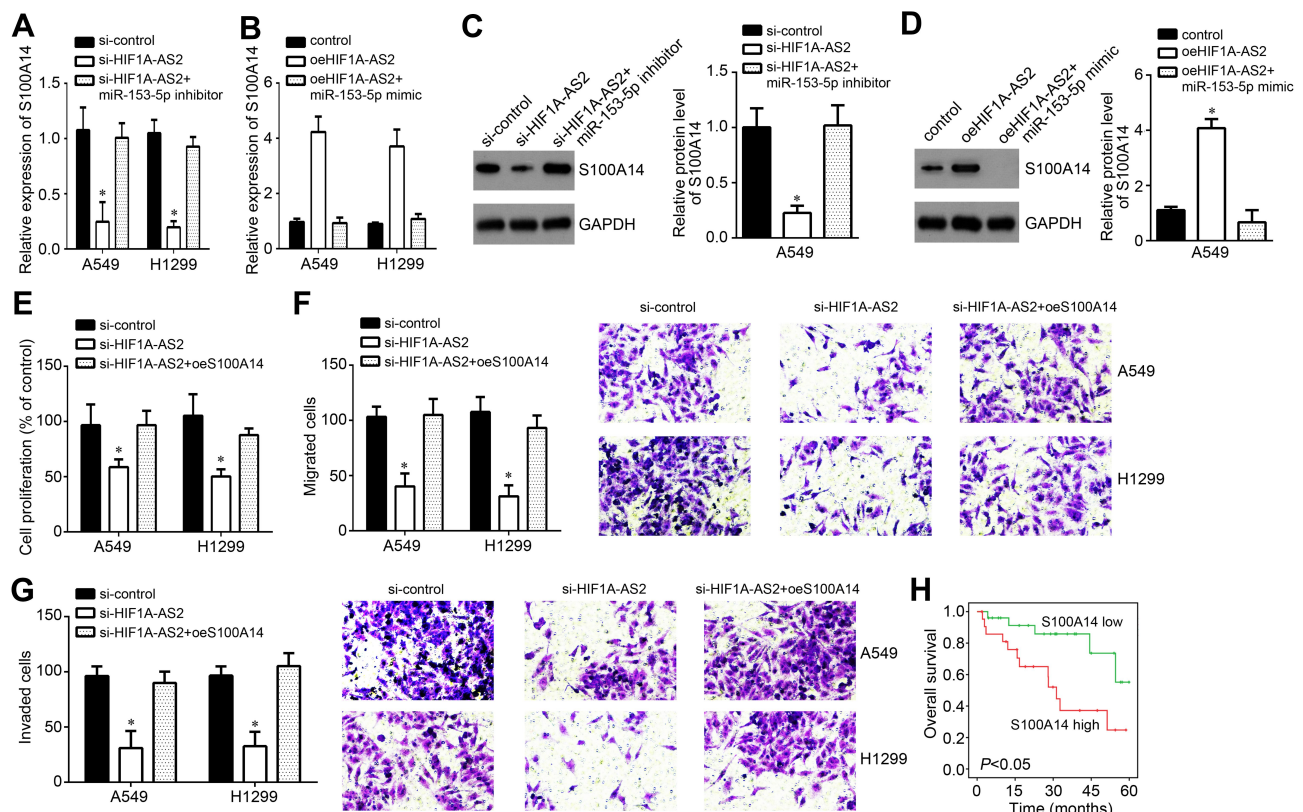 A
si-control
si-HIF1A-AS2
si-HIF1A-AS2+
miR-153-5p inhibitor
Relative expression of S100A14
1.5
1.0
0.5
0.0
*
*
A549
H1299
B
control
oeHIF1A-AS2
oeHIF1A-AS2+
miR-153-5p mimic
Relative expression of S100A14
6
4
2
0
A549
H1299
C
si-control
si-HIF1A-AS2
si-HIF1A-AS2+
miR-153-5p inhibitor
S100A14
GAPDH
si-control
si-HIF1A-AS2
si-HIF1A-AS2+
miR-153-5p inhibitor
Relative protein level
of S100A14
1.5
1.0
0.5
0.0
*
A549
D
control
oeHIF1A-AS2
oeHIF1A-AS2+
miR-153-5p mimic
S100A14
GAPDH
control
oeHIF1A-AS2
oeHIF1A-AS2+
miR-153-5p mimic
Relative protein level
of S100A14
6
4
2
0
*
A549
E
si-control
si-HIF1A-AS2
si-HIF1A-AS2+oeS100A14
Cell proliferation (% of control)
150
100
50
0
*
*
A549
H1299
F
si-control
si-HIF1A-AS2
si-HIF1A-AS2+oeS100A14
Migrated cells
150
100
50
0
*
*
A549
H1299
si-control
si-HIF1A-AS2
si-HIF1A-AS2+oeS100A14
A549
H1299
G
si-control
si-HIF1A-AS2
si-HIF1A-AS2+oeS100A14
Invaded cells
150
100
50
0
*
*
A549
H1299
si-control
si-HIF1A-AS2
si-HIF1A-AS2+oeS100A14
A549
H1299
H
Overall survival
1.0
0.8
0.6
0.4
0.2
0.0
S100A14 low
S100A14 high
P<0.05
0
15
30
45
60
Time (months)